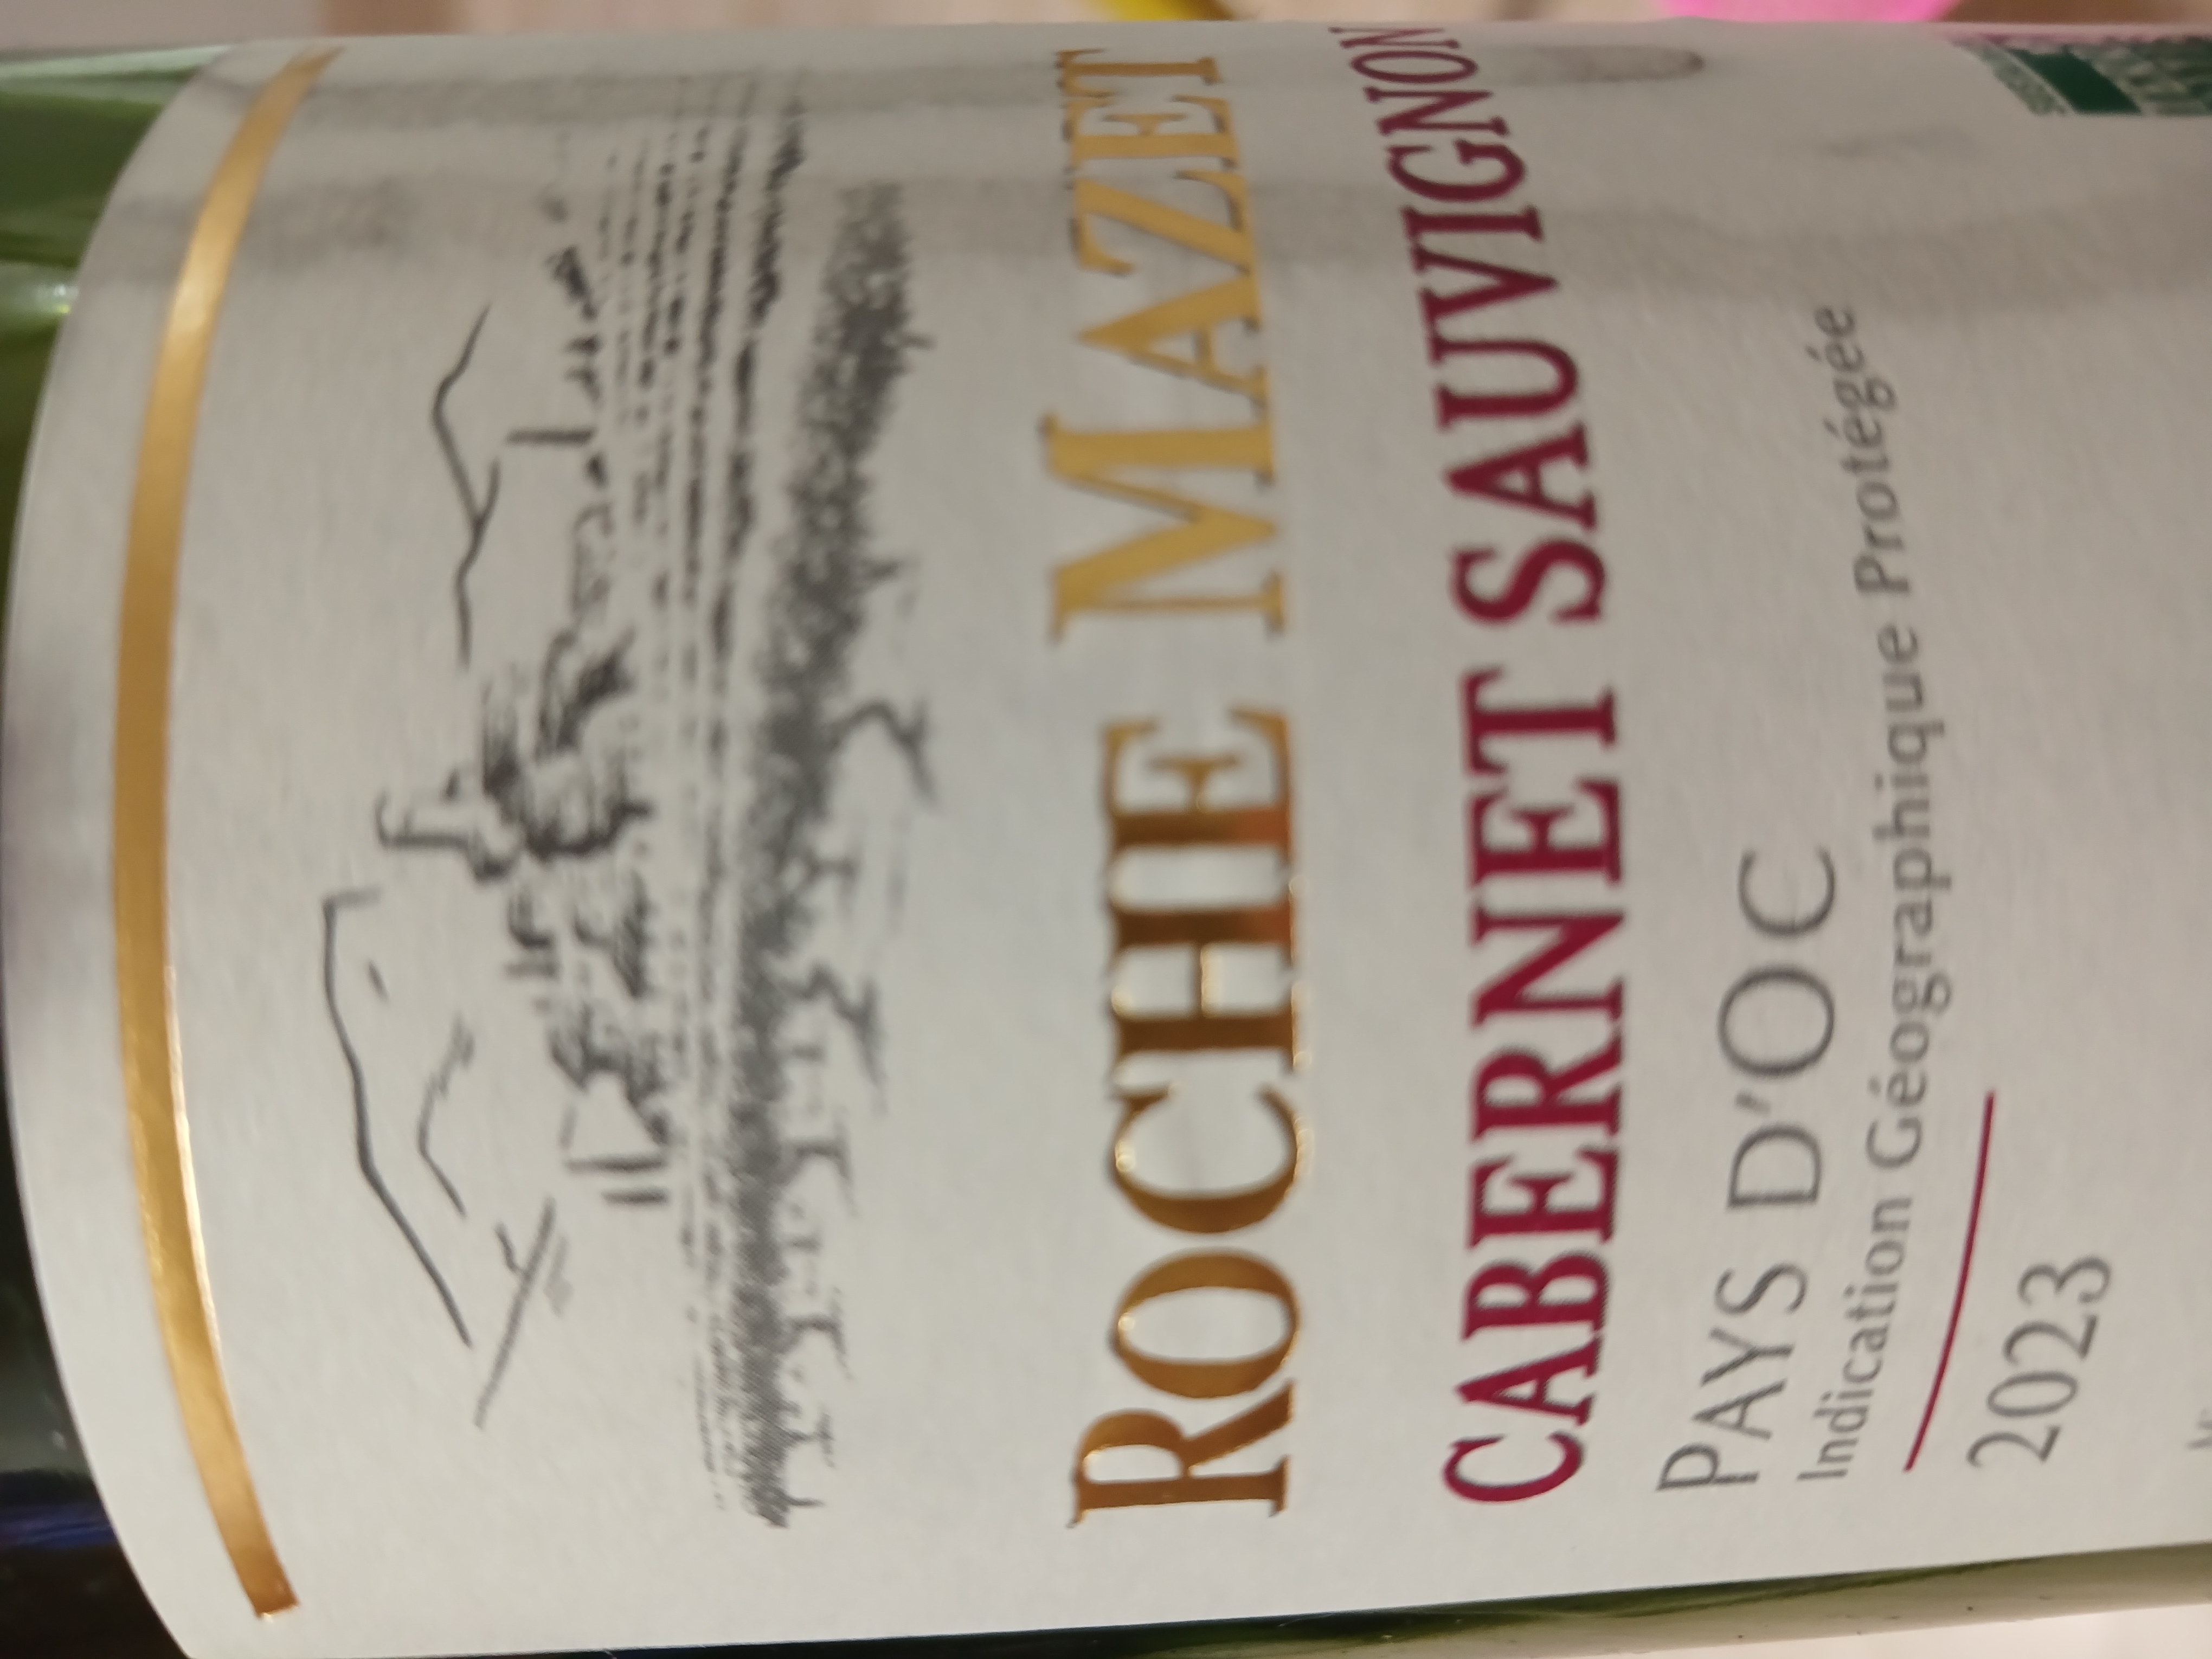 ROCHE MAZET
CABERNET SAUVIGNON
PAYS D'OC
Indication Géographique Protégée
2023